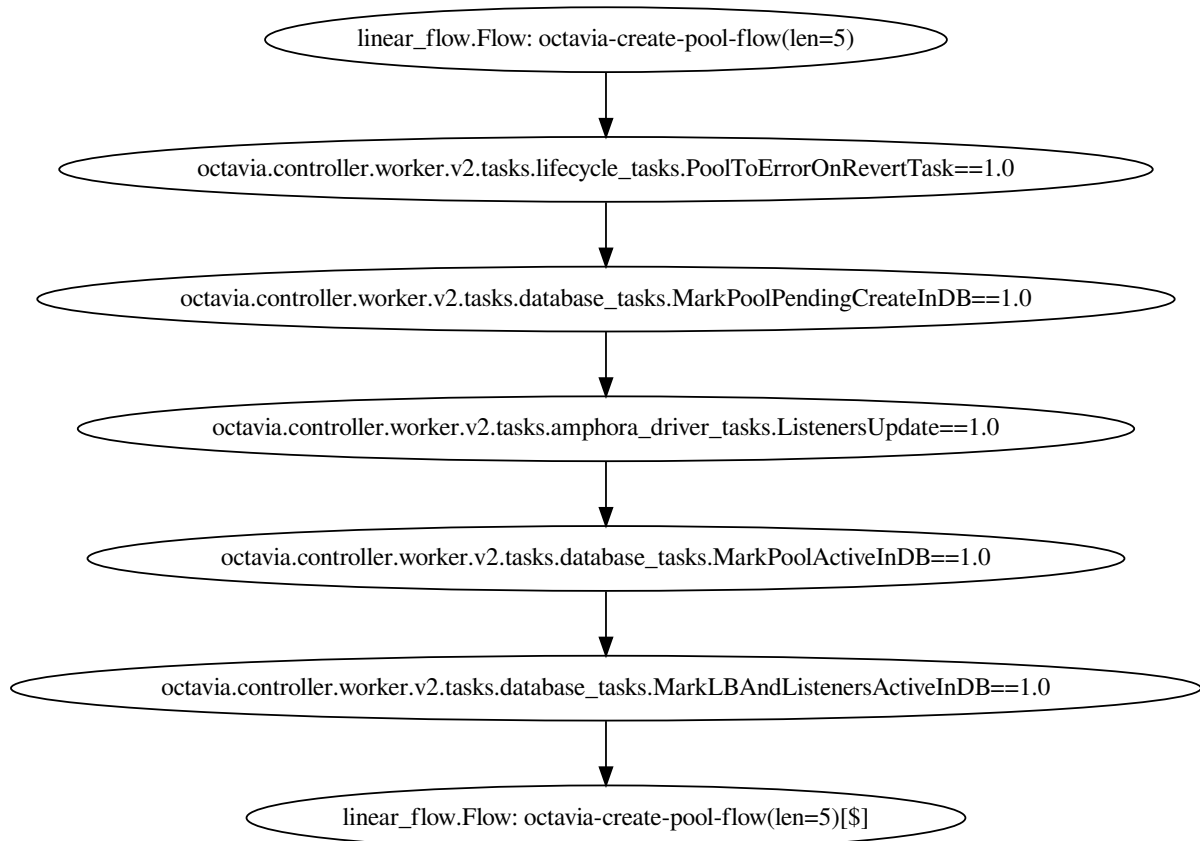 linear_flow.Flow: octavia-create-pool-flow(len=5)
octavia.controller.worker.v2.tasks.lifecycle_tasks.PoolToErrorOnRevertTask==1.0
octavia.controller.worker.v2.tasks.database_tasks.MarkPoolPendingCreateInDB==1.0
octavia.controller.worker.v2.tasks.amphora_driver_tasks.ListenersUpdate==1.0
octavia.controller.worker.v2.tasks.database_tasks.MarkPoolActiveInDB==1.0
octavia.controller.worker.v2.tasks.database_tasks.MarkLBAndListenersActiveInDB==1.0
linear_flow.Flow: octavia-create-pool-flow(len=5)[$]